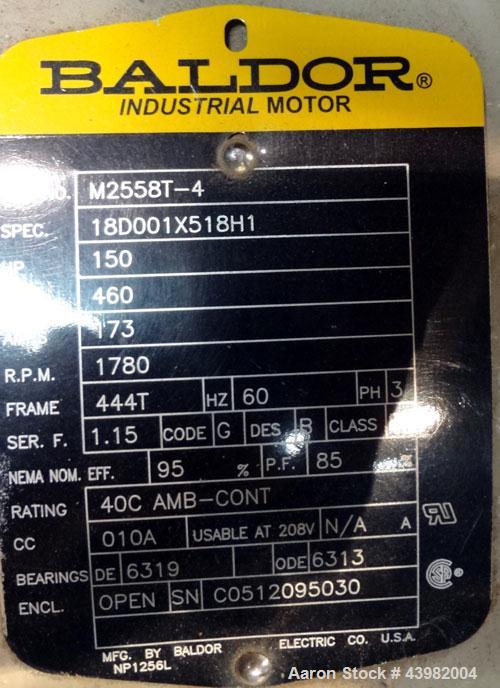 BALDOR®
INDUSTRIAL MOTOR
M2558T-4
SPEC. 18D001X518H1
HP 150
460
173
R.P.M. 1780
FRAME 444T HZ 60 PH 3
SER. F. 1.15 CODE G DES B CLASS
NEMA NOM. EFF. 95 % P.F. 85 %
RATING 40C AMB-CONT
CC 010A USABLE AT 208V N/A A
BEARINGS DE 6319 ODE 6313
ENCL. OPEN SN C0512095030
MFG. BY BALDOR ELECTRIC CO. U.S.A.
NP1256L
Aaron Stock # 43982004